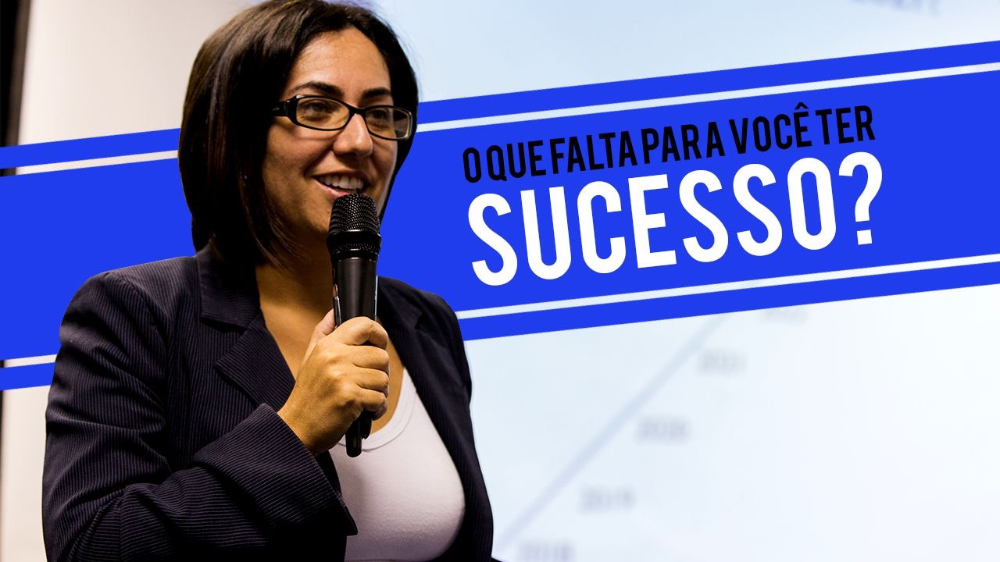 O QUE FALTA PARA VOCÊ TER
SUCESSO?